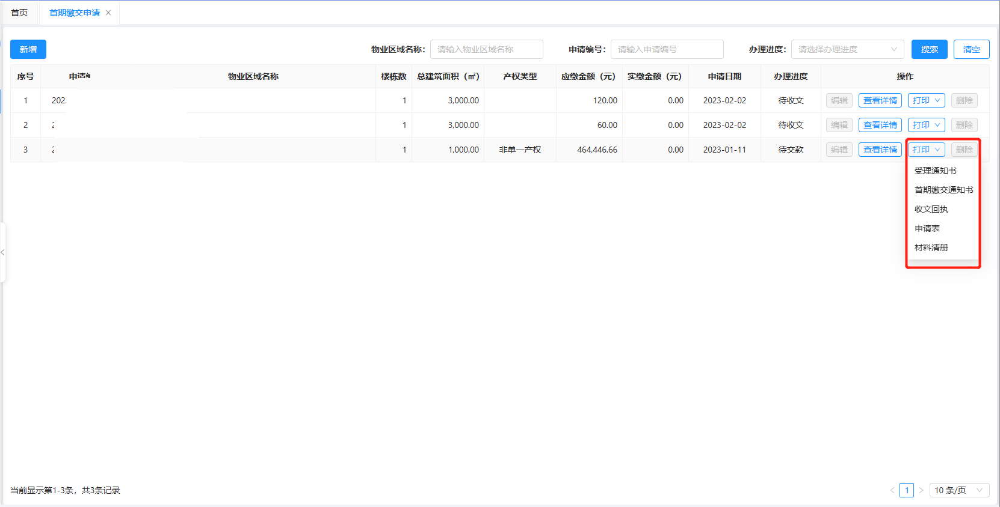 首页 首期缴交申请
新增 物业区域名称： 请输入物业区域名称 申请编号： 请输入申请编号 办理进度： 请选择办理进度 搜索 清空
序号 申请 物业区域名称 楼栋数 总建筑面积（㎡） 产权类型 应缴金额（元） 实缴金额（元） 申请日期 办理进度 操作
1 202 1 3,000.00 120.00 0.00 2023-02-02 待收文 编辑 查看详情 打印 删除
2 2 1 3,000.00 60.00 0.00 2023-02-02 待收文 编辑 查看详情 打印 删除
3 2 1 1,000.00 非单一产权 464,446.66 0.00 2023-01-11 待交款 编辑 查看详情 打印 删除
受理通知书
首期缴交通知书
收文回执
申请表
材料清册
当前显示第1-3条，共3条记录 1 10 条/页